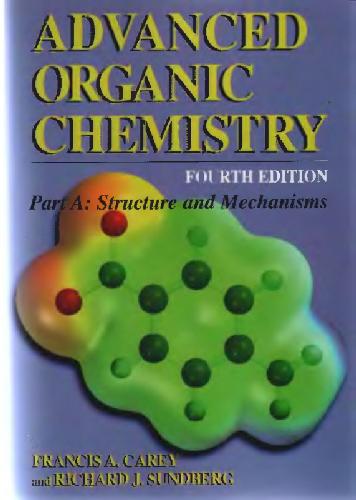 ADVANCED
ORGANIC
CHEMISTRY
FOURTH EDITION
Part A: Structure and Mechanisms
FRANCIS A. CAREY
and RICHARD J. SUNDBERG